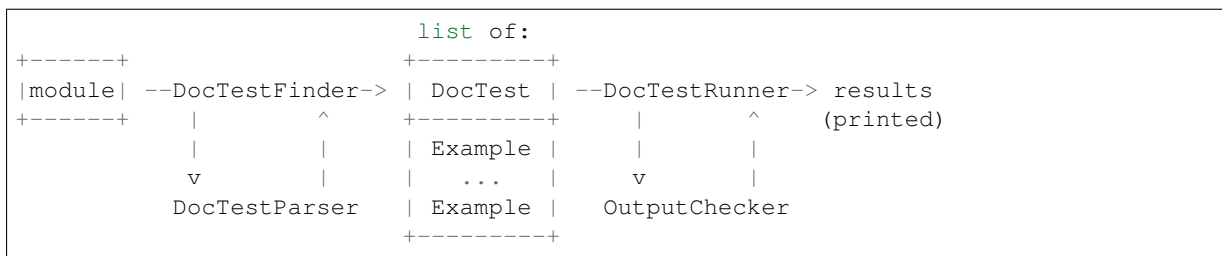 list of:
+------+                   +---------+
|module| --DocTestFinder-> | DocTest | --DocTestRunner-> results
+------+    |        ^     +---------+     |       ^    (printed)
            |        |     | Example |     |       |
            v        |     |   ...   |     v       |
           DocTestParser   | Example |   OutputChecker
                           +---------+